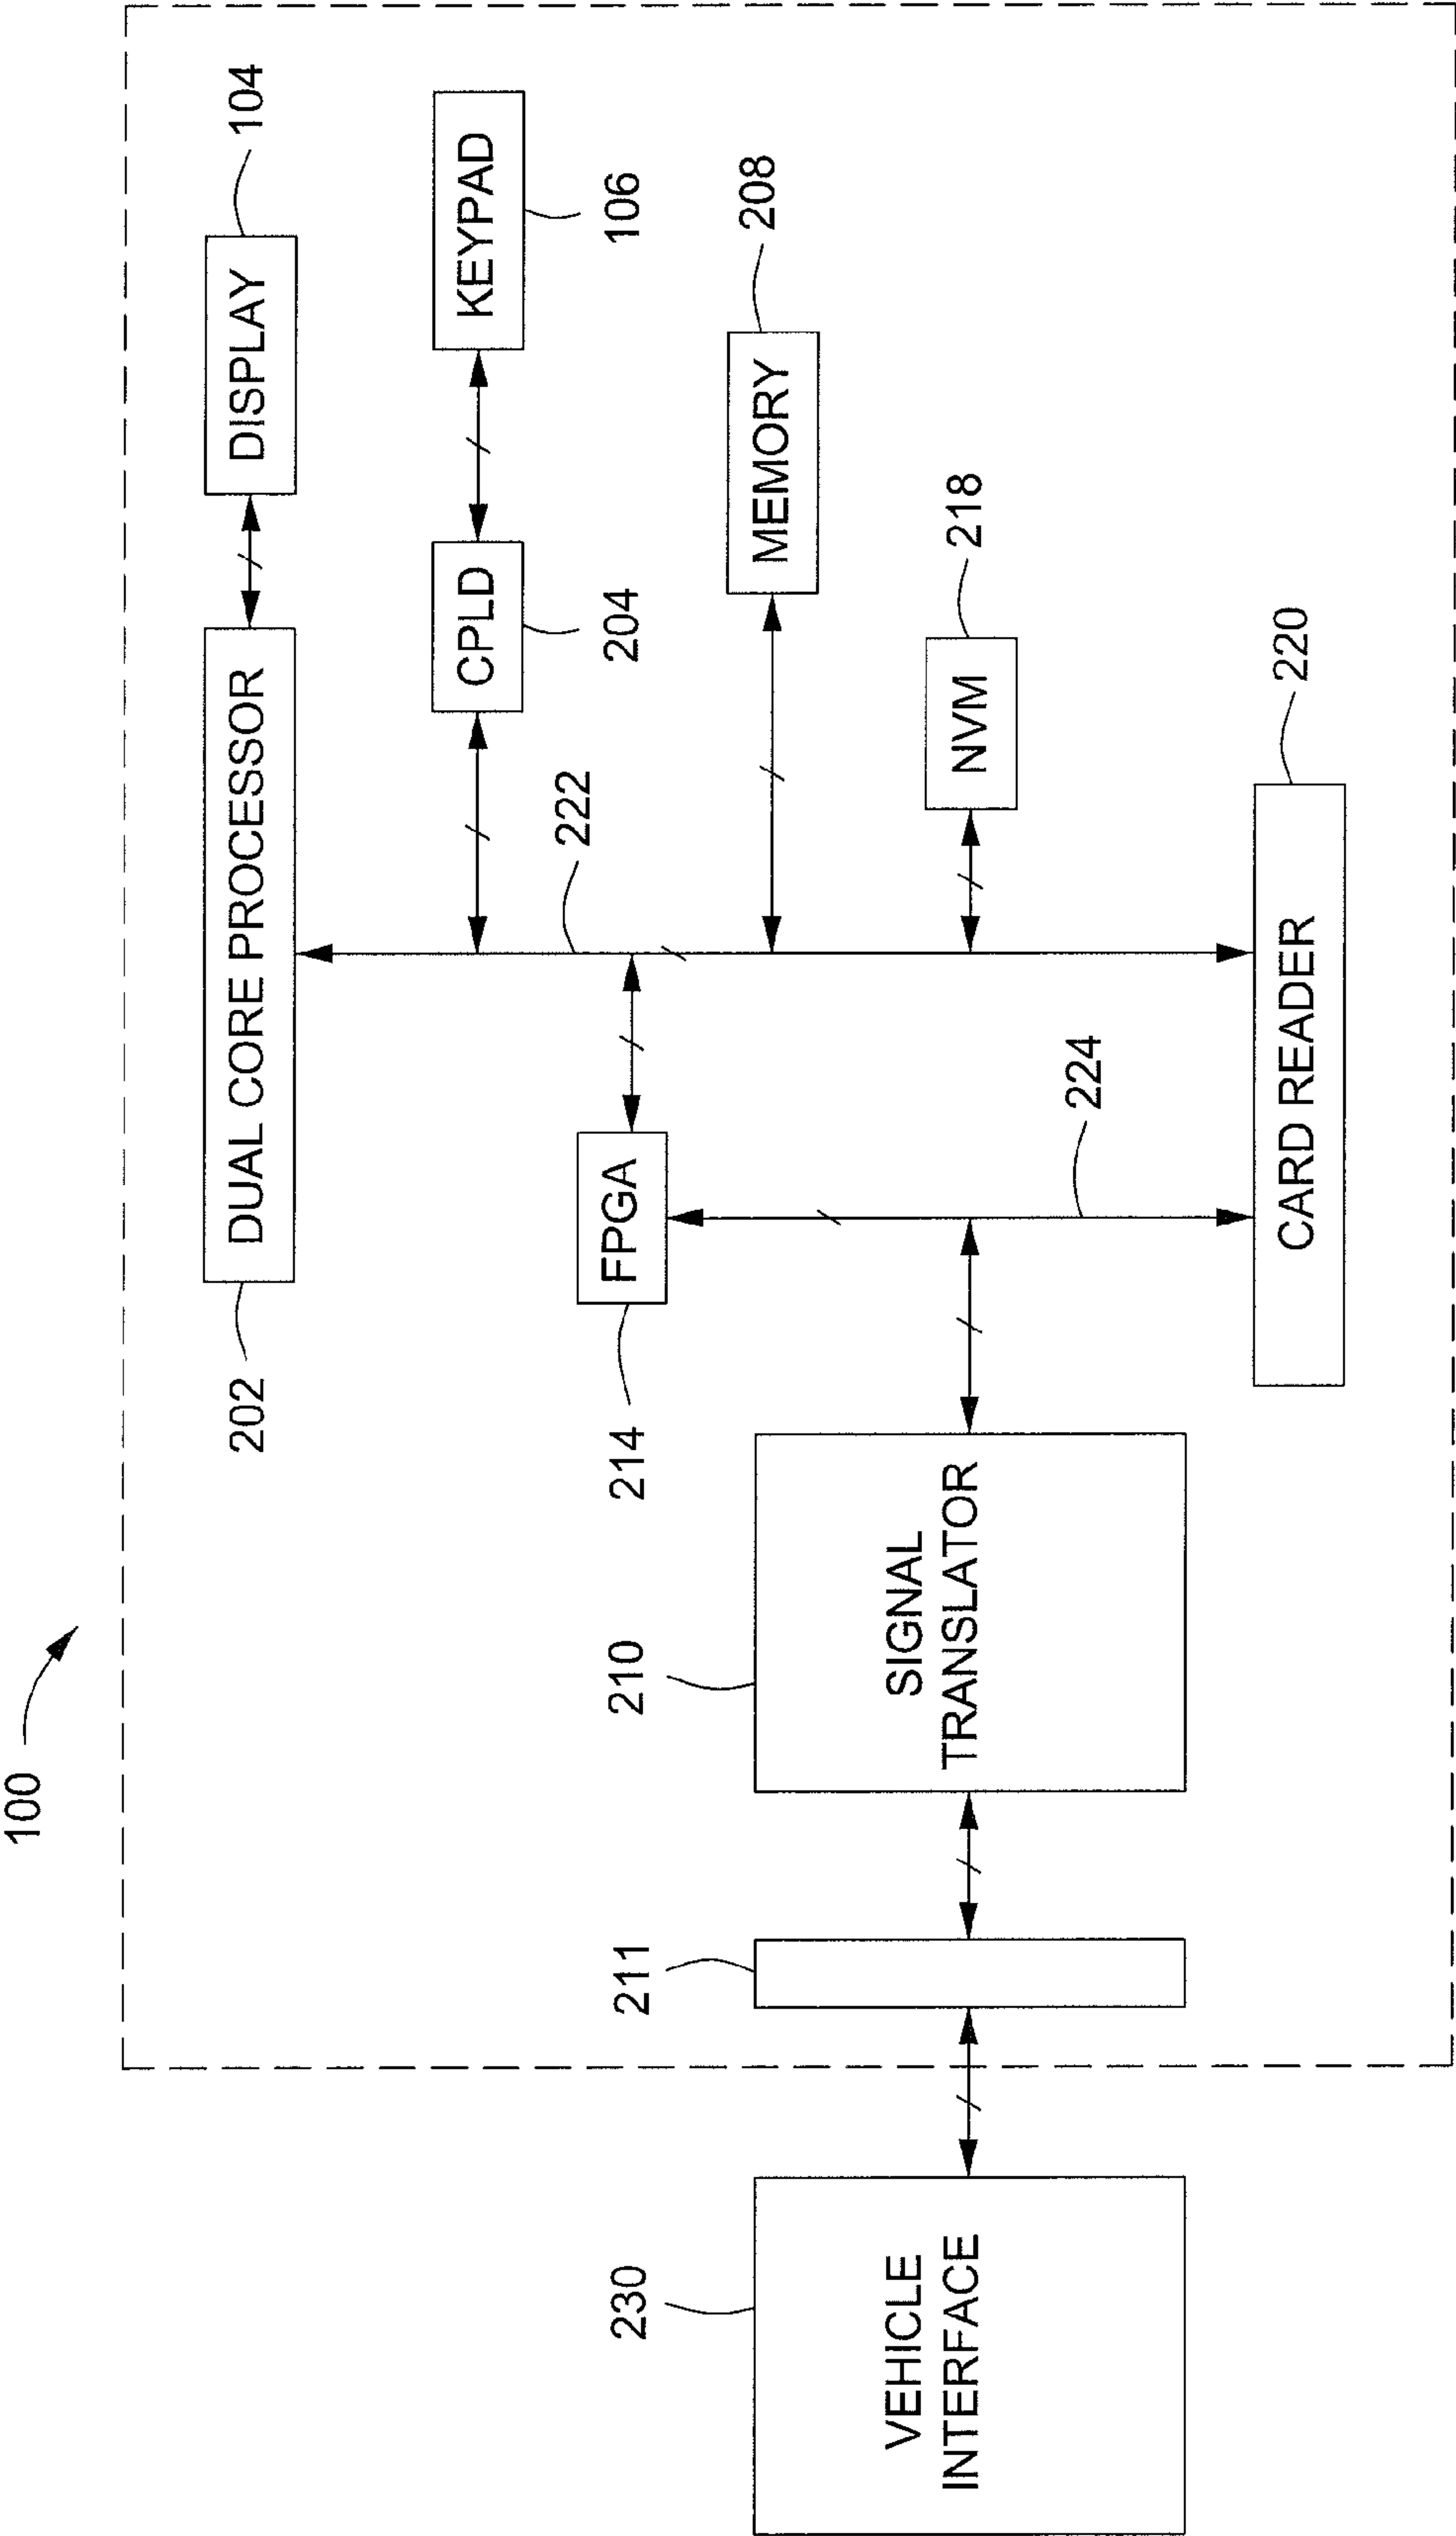 100
202
DUAL CORE PROCESSOR
DISPLAY
104
CPLD
204
KEYPAD
106
222
214
FPGA
MEMORY
208
230
VEHICLE
INTERFACE
211
210
SIGNAL
TRANSLATOR
NVM
218
224
CARD READER
220